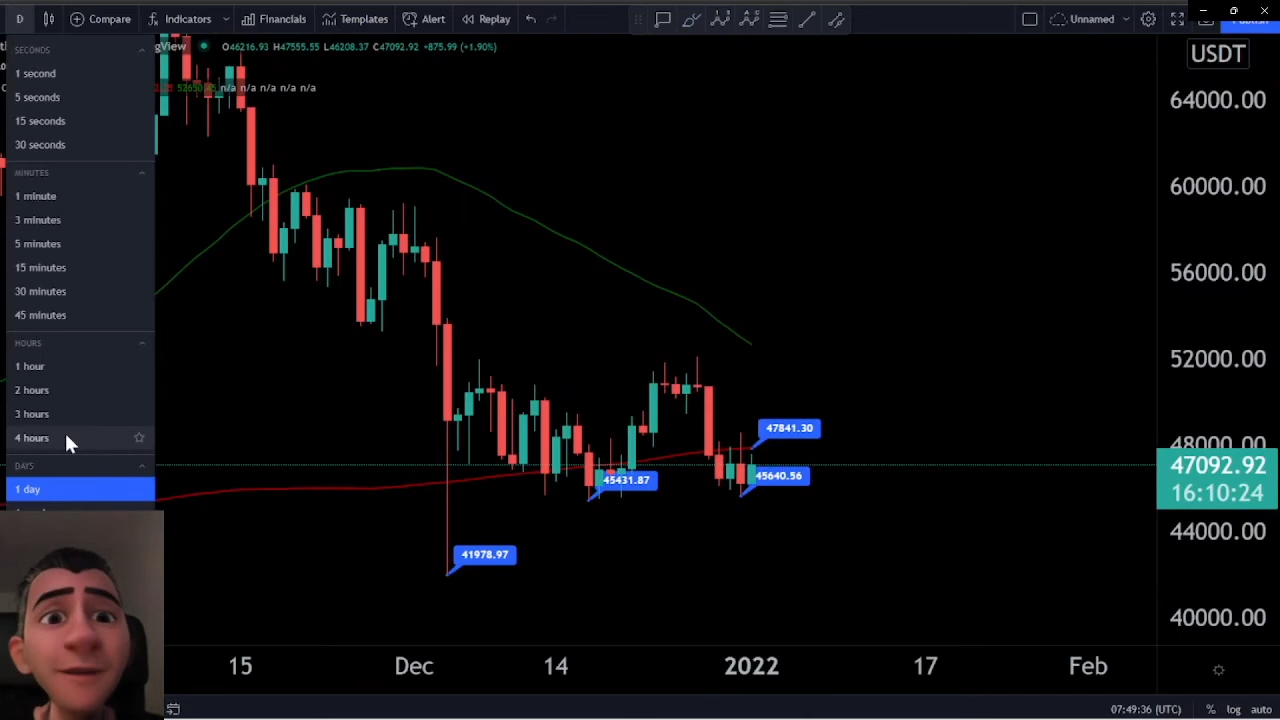 D Compare Indicators Financials Templates Alert Replay Unnamed
SECONDS
1 second
5 seconds
15 seconds
30 seconds
MINUTES
1 minute
3 minutes
5 minutes
15 minutes
30 minutes
45 minutes
HOURS
1 hour
2 hours
3 hours
4 hours
DAYS
1 day
gView O46216.93 H47555.55 L46208.37 C47092.92 +875.99 (+1.90%)
n/a n/a n/a n/a n/a
47841.30
45431.87
45640.56
41978.97
USDT
64000.00
60000.00
56000.00
52000.00
48000.00
47092.92
16:10:24
44000.00
40000.00
15 Dec 14 2022 17 Feb
07:49:36 (UTC) % log auto